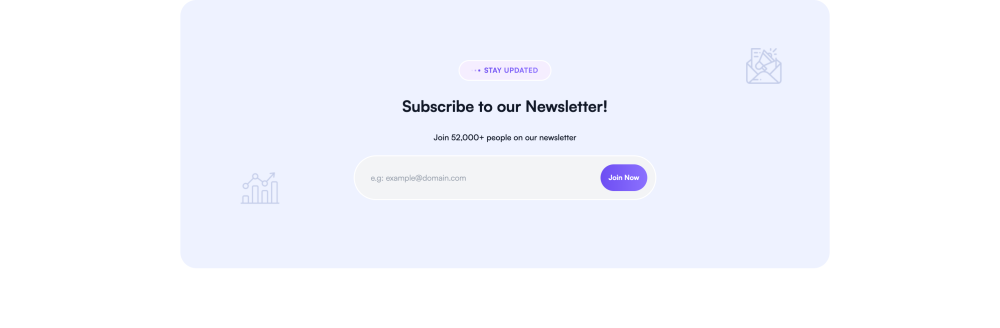 STAY UPDATED
Subscribe to our Newsletter!
Join 52,000+ people on our newsletter
e.g: example@domain.com
Join Now